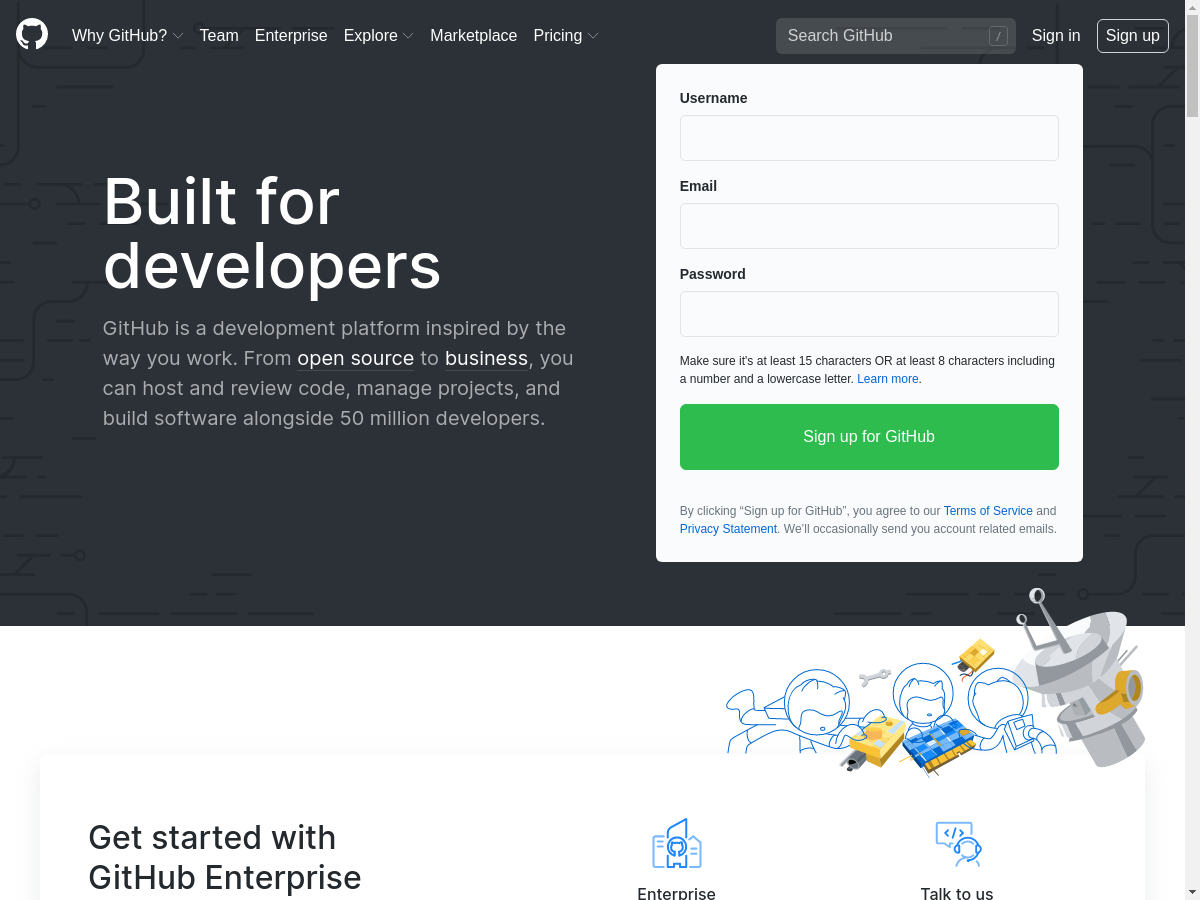 Why GitHub? Team Enterprise Explore Marketplace Pricing Search GitHub / Sign in Sign up
Built for
developers
GitHub is a development platform inspired by the
way you work. From open source to business, you
can host and review code, manage projects, and
build software alongside 50 million developers.
Username
Email
Password
Make sure it's at least 15 characters OR at least 8 characters including
a number and a lowercase letter. Learn more.
Sign up for GitHub
By clicking “Sign up for GitHub”, you agree to our Terms of Service and
Privacy Statement. We’ll occasionally send you account related emails.
Get started with
GitHub Enterprise
Enterprise
Talk to us